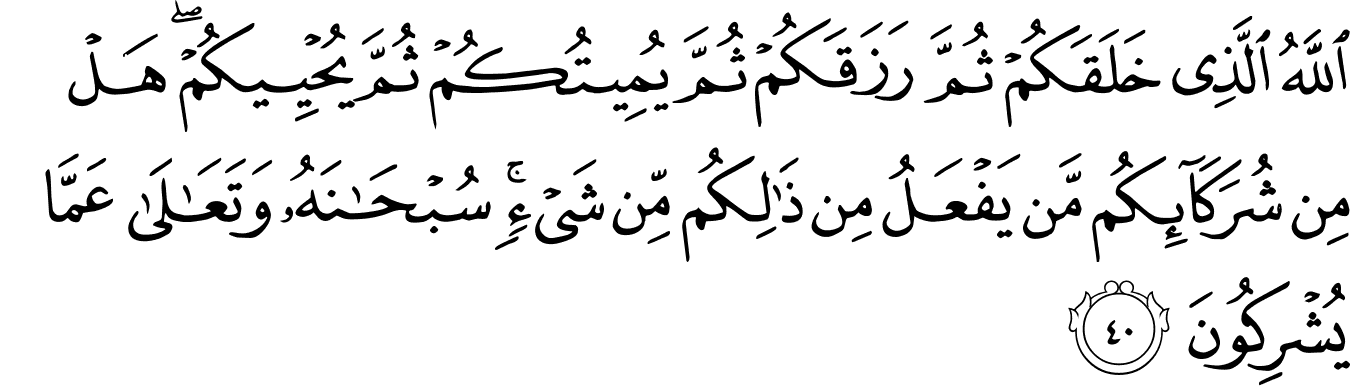 ٱللَّهُ ٱلَّذِى خَلَقَكُمْ ثُمَّ رَزَقَكُمْ ثُمَّ يُمِيتُكُمْ ثُمَّ يُحْيِيكُمْ ۖ هَلْ
مِن شُرَكَآئِكُم مَّن يَفْعَلُ مِن ذَٰلِكُم مِّن شَىْءٍ ۚ سُبْحَـٰنَهُۥ وَتَعَـٰلَىٰ عَمَّا
يُشْرِكُونَ ٤٠